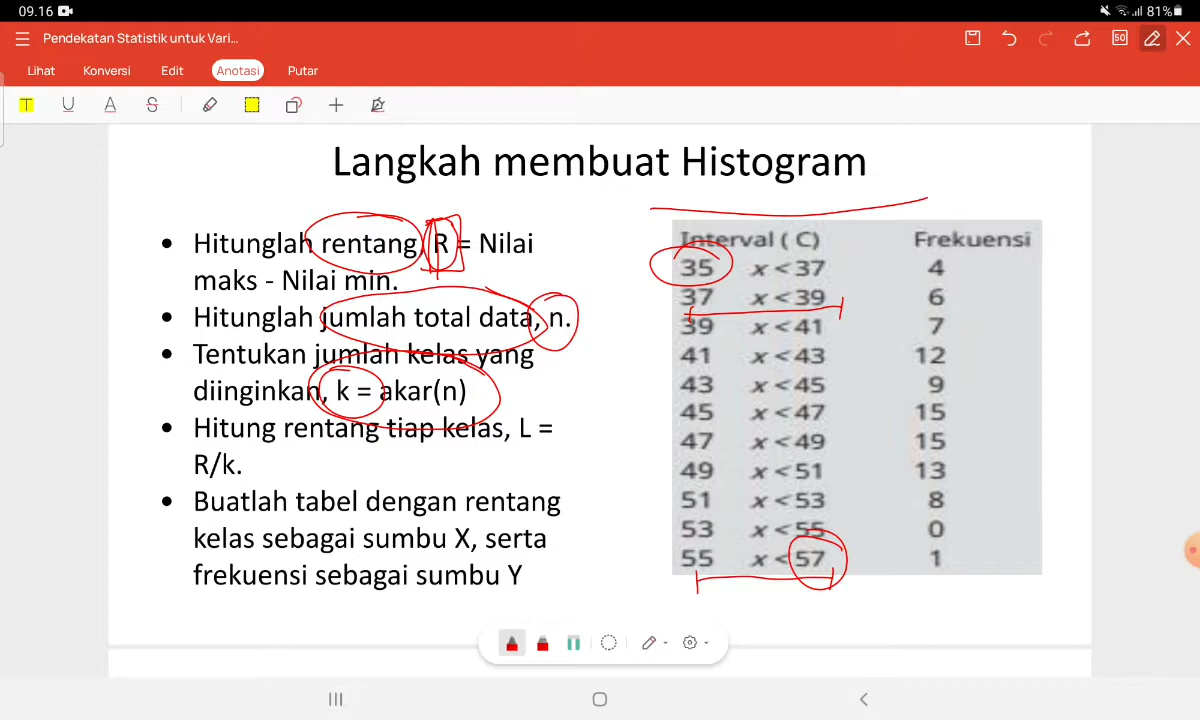 09.16
81%
Pendekatan Statistik untuk Vari...
50
Lihat Konversi Edit Anotasi Putar
T U A S
Langkah membuat Histogram
• Hitunglah rentang, R = Nilai
maks - Nilai min.
• Hitunglah jumlah total data, n.
• Tentukan jumlah kelas yang
diinginkan, k = akar(n)
• Hitung rentang tiap kelas, L =
R/k.
• Buatlah tabel dengan rentang
kelas sebagai sumbu X, serta
frekuensi sebagai sumbu Y
Interval ( C) Frekuensi
35 x < 37 4
37 x < 39 6
39 x < 41 7
41 x < 43 12
43 x < 45 9
45 x < 47 15
47 x < 49 15
49 x < 51 13
51 x < 53 8
53 x < 55 0
55 x < 57 1